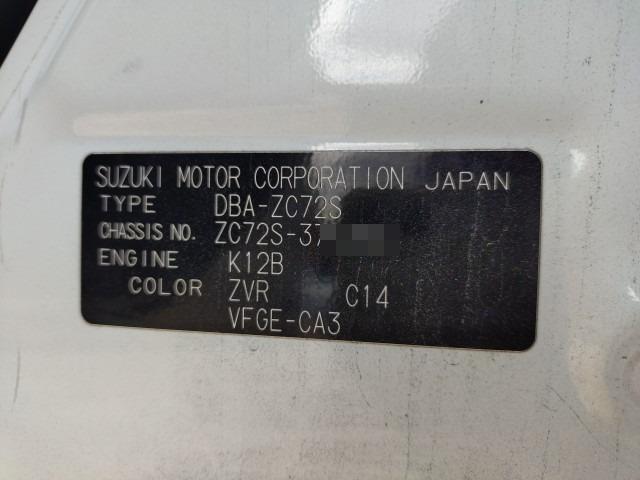 SUZUKI MOTOR CORPORATION JAPAN
TYPE DBA-ZC72S
CHASSIS NO. ZC72S-37
ENGINE K12B
COLOR ZVR C14
VFGE-CA3